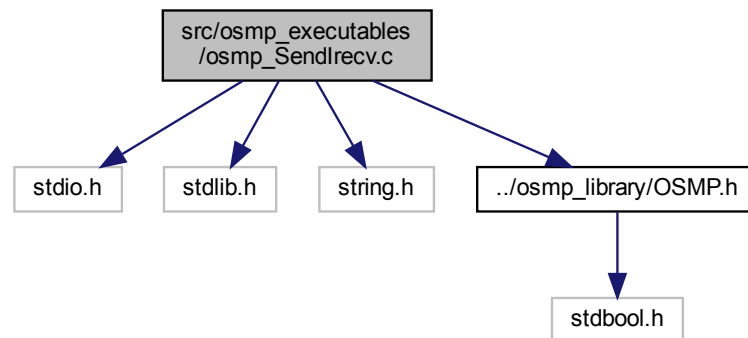 src/osmp_executables
/osmp_SendIrecv.c
stdio.h
stdlib.h
string.h
../osmp_library/OSMP.h
stdbool.h